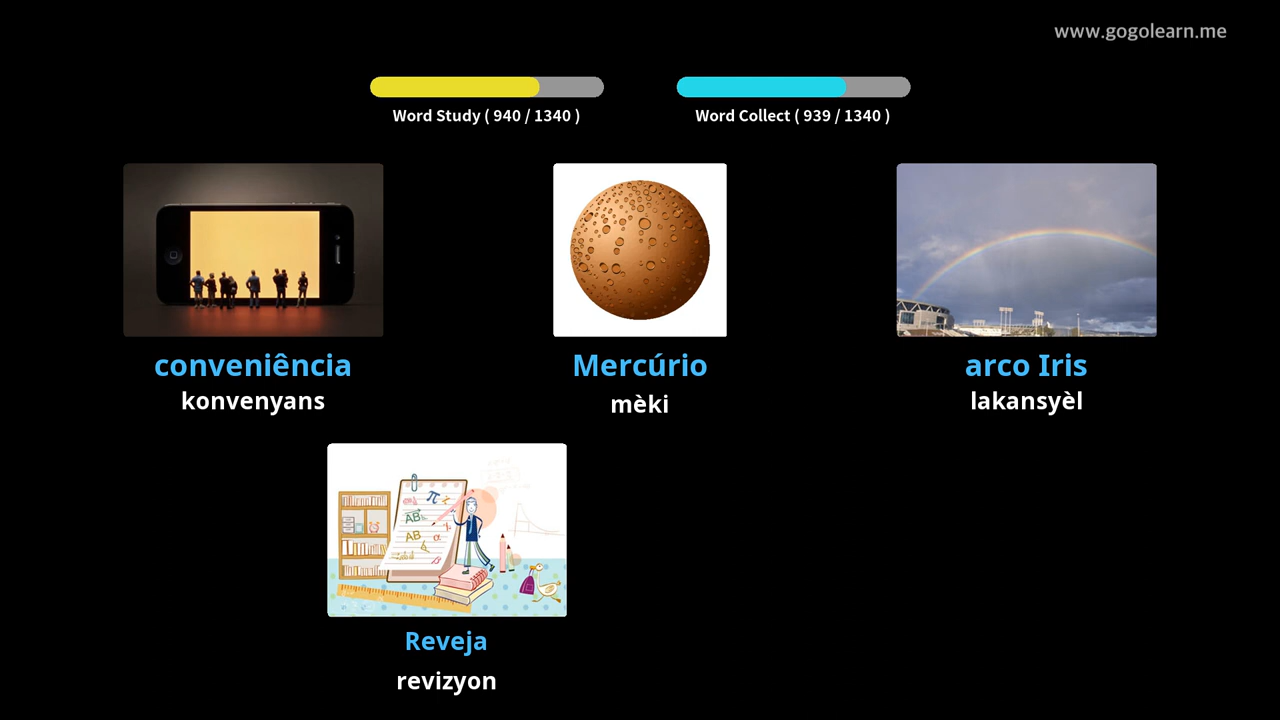 www.gogolearn.me
Word Study ( 940 / 1340 )
Word Collect ( 939 / 1340 )
conveniência
konvenyans
Mercúrio
mèki
arco Iris
lakansyèl
Reveja
revizyon